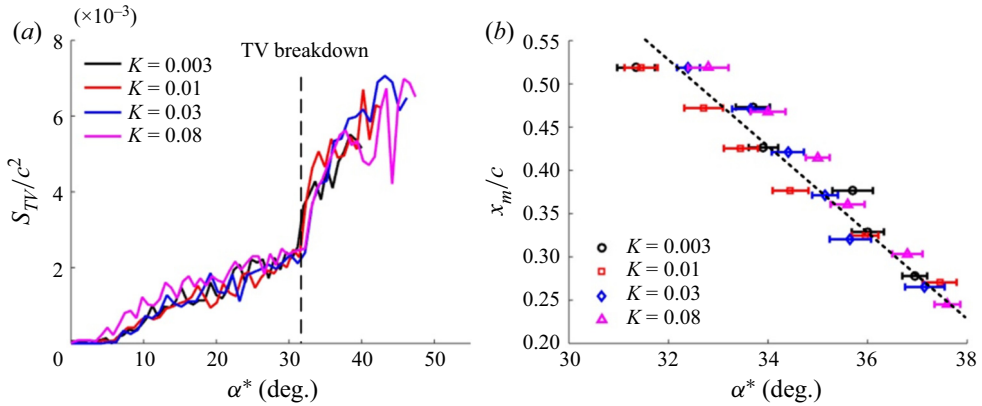 (a)
(×10⁻³)
8
6
4
2
0
S_TV/c²
TV breakdown
K = 0.003
K = 0.01
K = 0.03
K = 0.08
0 10 20 30 40 50
α* (deg.)
(b)
0.55
0.50
0.45
0.40
0.35
0.30
0.25
0.20
x_m/c
K = 0.003
K = 0.01
K = 0.03
K = 0.08
30 32 34 36 38
α* (deg.)